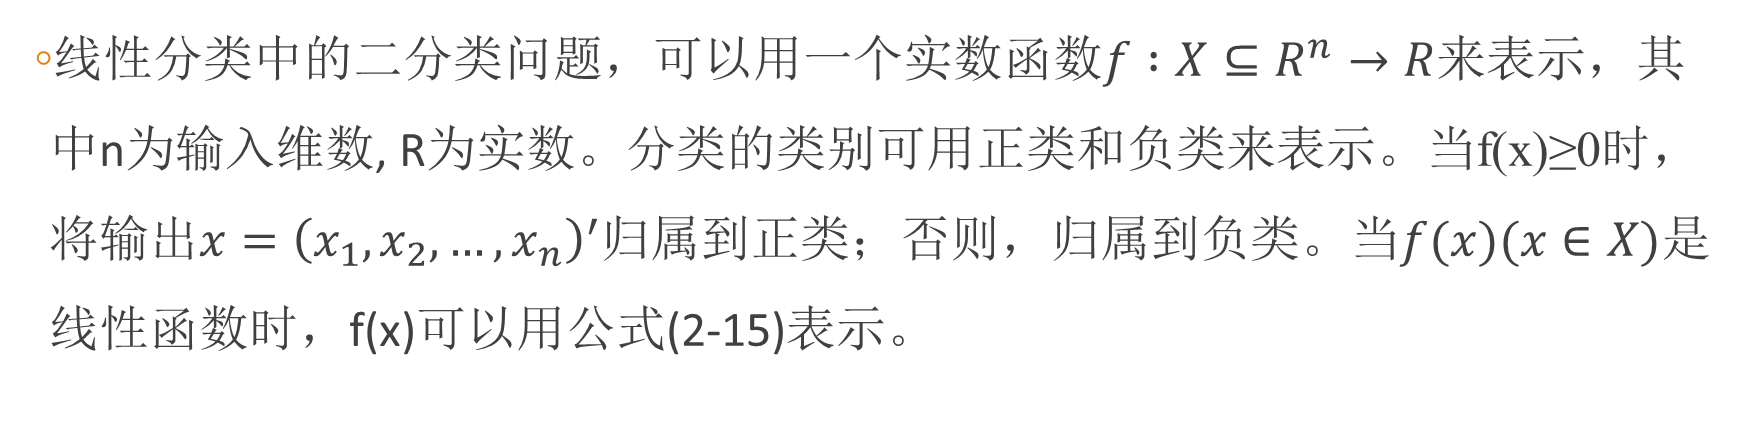 ◦线性分类中的二分类问题，可以用一个实数函数f : X ⊆ Rⁿ → R来表示，其
中n为输入维数, R为实数。分类的类别可用正类和负类来表示。当f(x)≥0时，
将输出x = (x₁,x₂, … ,xₙ)′归属到正类；否则，归属到负类。当f(x)(x ∈ X)是
线性函数时，f(x)可以用公式(2-15)表示。